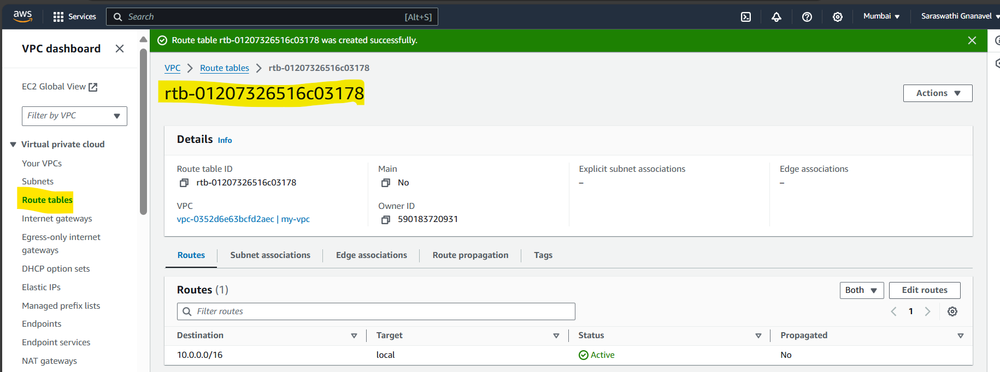 aws Services Search [Alt+S] Mumbai Saraswathi Gnanavel
VPC dashboard
EC2 Global View
Filter by VPC
Virtual private cloud
Your VPCs
Subnets
Route tables
Internet gateways
Egress-only internet
gateways
DHCP option sets
Elastic IPs
Managed prefix lists
Endpoints
Endpoint services
NAT gateways
Route table rtb-01207326516c03178 was created successfully.
VPC Route tables rtb-01207326516c03178
rtb-01207326516c03178
Actions
Details Info
Route table ID
rtb-01207326516c03178
Main
No
Explicit subnet associations
–
Edge associations
–
VPC
vpc-0352d6e63bcfd2aec | my-vpc
Owner ID
590183720931
Routes Subnet associations Edge associations Route propagation Tags
Routes (1) Both Edit routes
Filter routes 1
Destination Target Status Propagated
10.0.0.0/16 local Active No